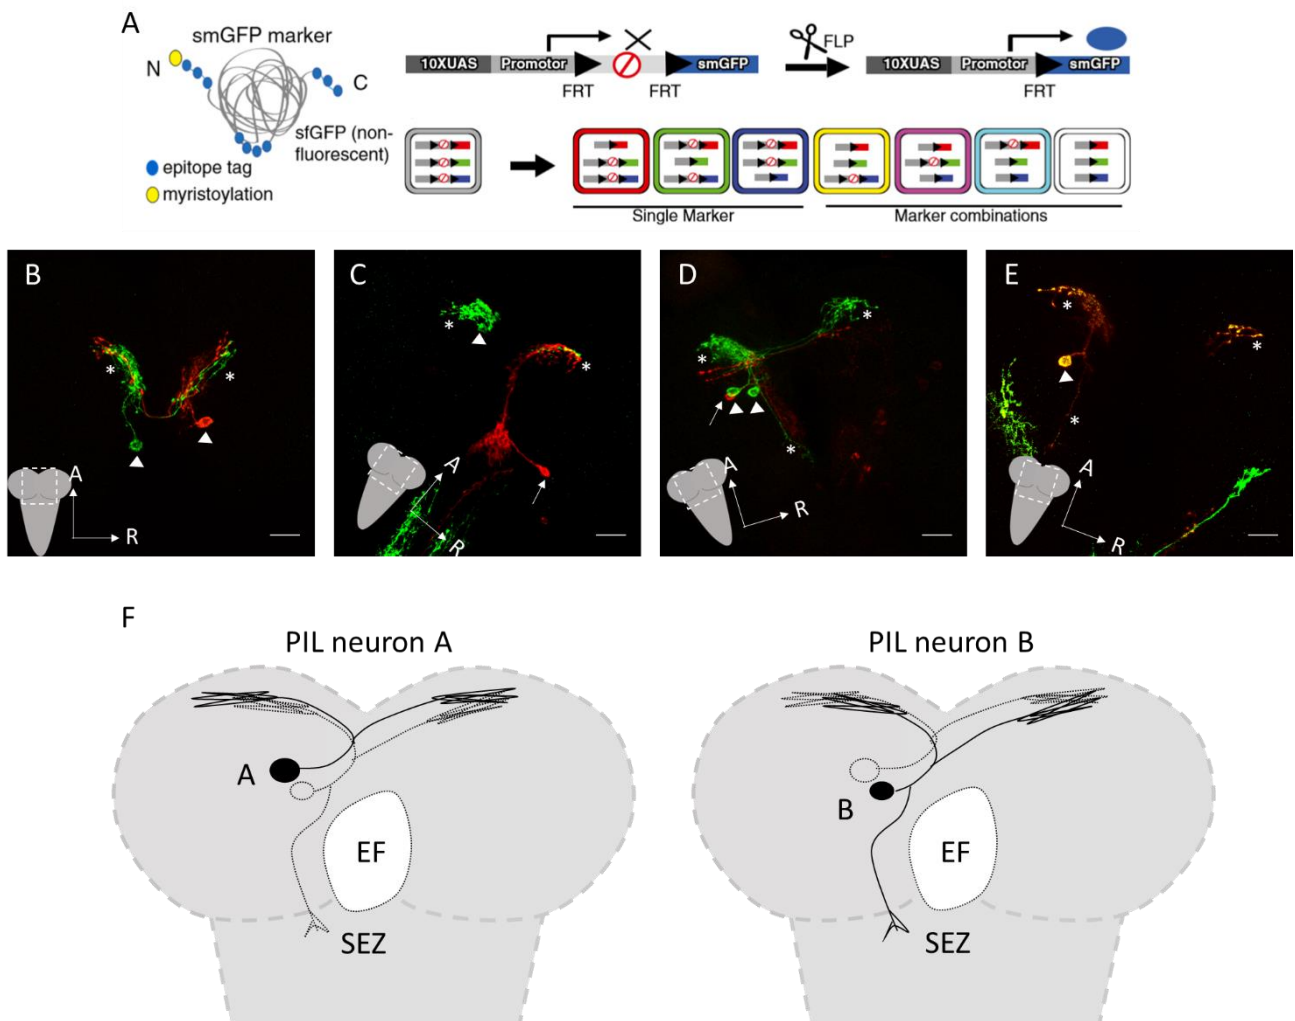 A
smGFP marker
N
C
sfGFP (non-
fluorescent)
epitope tag
myristoylation
10XUAS Promotor smGFP
FRT FRT
FLP
10XUAS Promotor smGFP
FRT
Single Marker Marker combinations
B
A
R
*
*
C
A
R
*
*
D
A
R
*
*
*
E
A
R
*
*
*
F
PIL neuron A
A
EF
SEZ
PIL neuron B
B
EF
SEZ